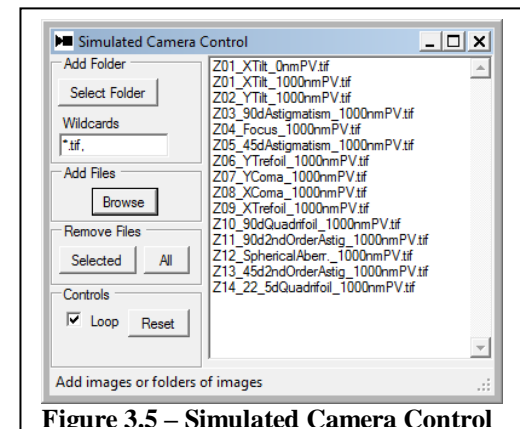 Simulated Camera Control
Add Folder
Select Folder
Wildcards
*.tif,
Add Files
Browse
Remove Files
Selected
All
Controls
Loop
Reset
Z01_XTilt_0nmPV.tif
Z01_XTilt_1000nmPV.tif
Z02_YTilt_1000nmPV.tif
Z03_90dAstigmatism_1000nmPV.tif
Z04_Focus_1000nmPV.tif
Z05_45dAstigmatism_1000nmPV.tif
Z06_YTrefoil_1000nmPV.tif
Z07_YComa_1000nmPV.tif
Z08_XComa_1000nmPV.tif
Z09_XTrefoil_1000nmPV.tif
Z10_90dQuadrifoil_1000nmPV.tif
Z11_90d2ndOrderAstig_1000nmPV.tif
Z12_SphericalAberr._1000nmPV.tif
Z13_45d2ndOrderAstig_1000nmPV.tif
Z14_22_5dQuadrifoil_1000nmPV.tif
Add images or folders of images
Figure 3.5 – Simulated Camera Control